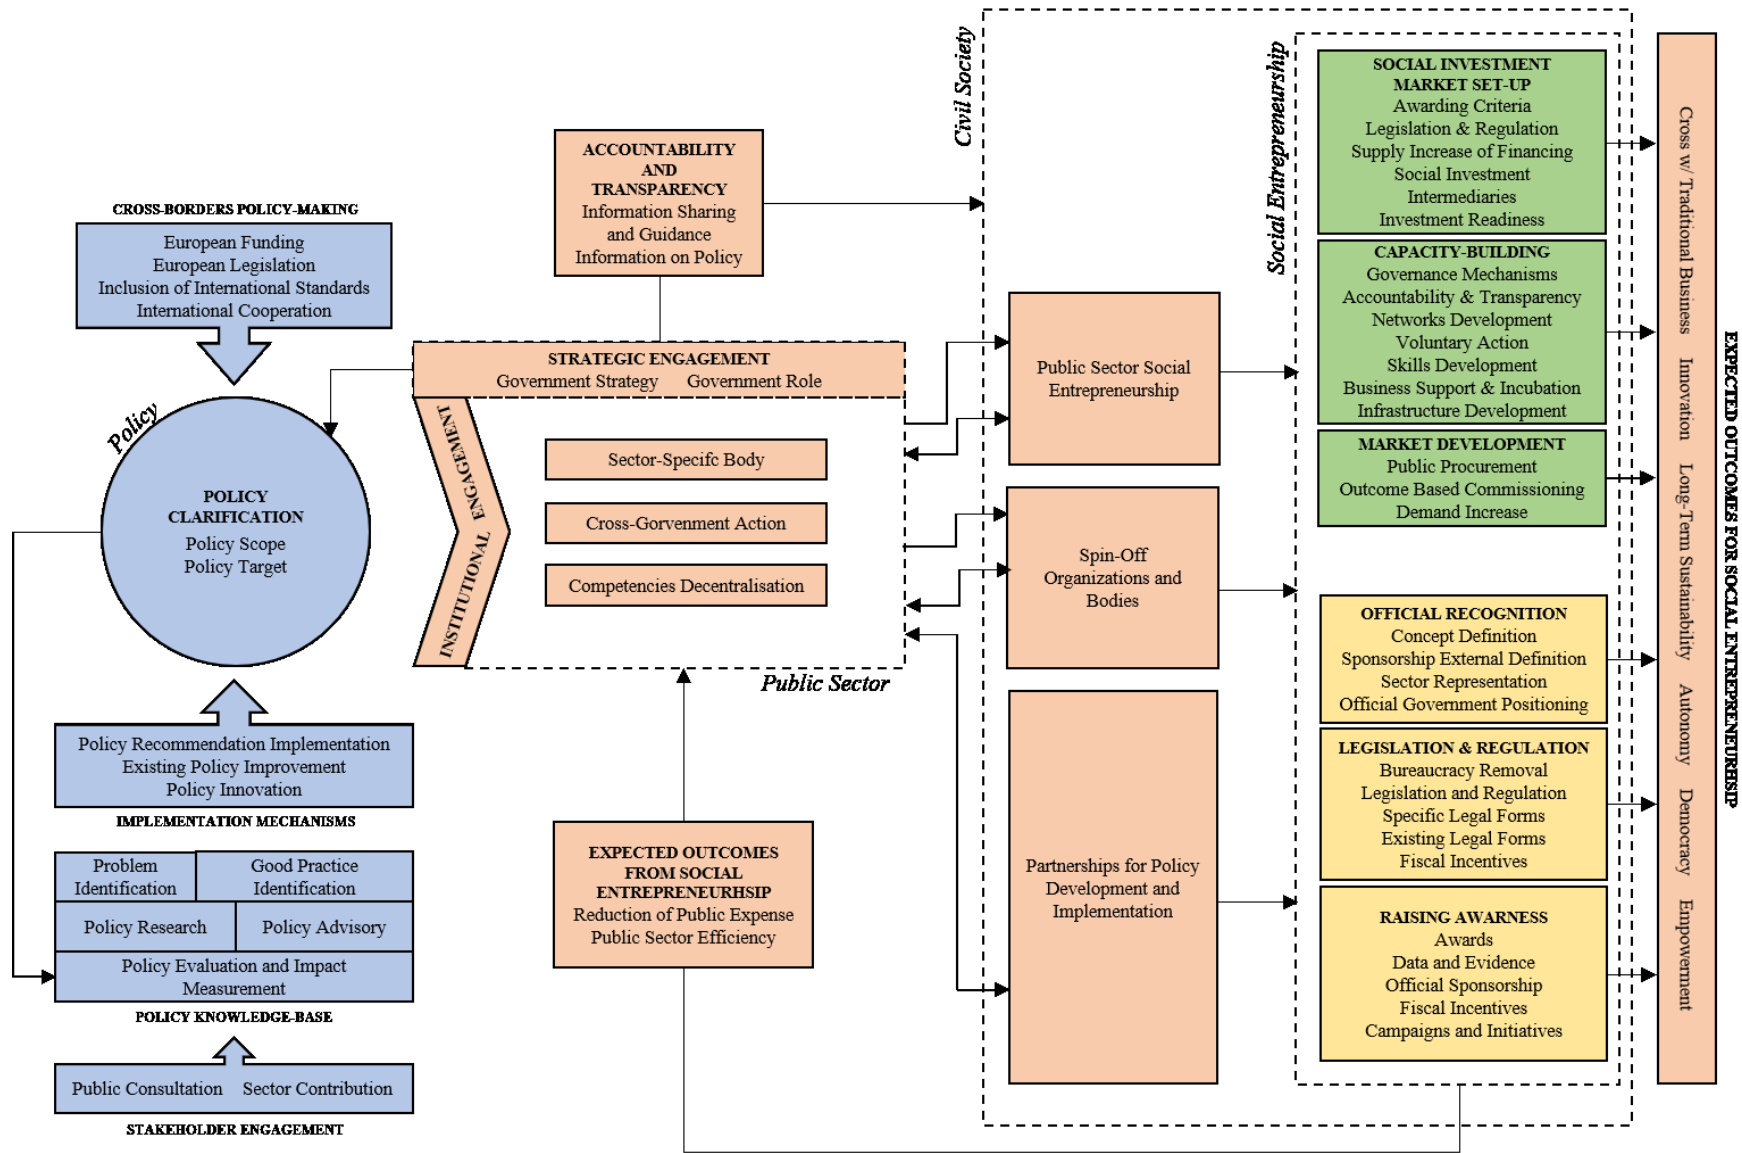 CROSS-BORDERS POLICY-MAKING
European Funding
European Legislation
Inclusion of International Standards
International Cooperation
Policy
POLICY
CLARIFICATION
Policy Scope
Policy Target
Policy Recommendation Implementation
Existing Policy Improvement
Policy Innovation
IMPLEMENTATION MECHANISMS
Problem
Identification
Good Practice
Identification
Policy Research
Policy Advisory
Policy Evaluation and Impact
Measurement
POLICY KNOWLEDGE-BASE
Public Consultation
Sector Contribution
STAKEHOLDER ENGAGEMENT
ACCOUNTABILITY
AND
TRANSPARENCY
Information Sharing
and Guidance
Information on Policy
STRATEGIC ENGAGEMENT
Government Strategy
Government Role
INSTITUTIONAL ENGAGEMENT
Sector-Specifc Body
Cross-Gorvenment Action
Competencies Decentralisation
Public Sector
EXPECTED OUTCOMES
FROM SOCIAL
ENTREPRENEURHSIP
Reduction of Public Expense
Public Sector Efficiency
Civil Society
Public Sector Social
Entrepreneurship
Spin-Off
Organizations and
Bodies
Partnerships for Policy
Development and
Implementation
Social Entrepreneurship
SOCIAL INVESTMENT
MARKET SET-UP
Awarding Criteria
Legislation & Regulation
Supply Increase of Financing
Social Investment
Intermediaries
Investment Readiness
CAPACITY-BUILDING
Governance Mechanisms
Accountability & Transparency
Networks Development
Voluntary Action
Skills Development
Business Support & Incubation
Infrastructure Development
MARKET DEVELOPMENT
Public Procurement
Outcome Based Commissioning
Demand Increase
OFFICIAL RECOGNITION
Concept Definition
Sponsorship External Definition
Sector Representation
Official Government Positioning
LEGISLATION & REGULATION
Bureaucracy Removal
Legislation and Regulation
Specific Legal Forms
Existing Legal Forms
Fiscal Incentives
RAISING AWARNESS
Awards
Data and Evidence
Official Sponsorship
Fiscal Incentives
Campaigns and Initiatives
Cross w/ Traditional Business Innovation Long-Term Sustainability Autonomy Democracy Empowerment
EXPECTED OUTCOMES FOR SOCIAL ENTREPRENEURHSIP